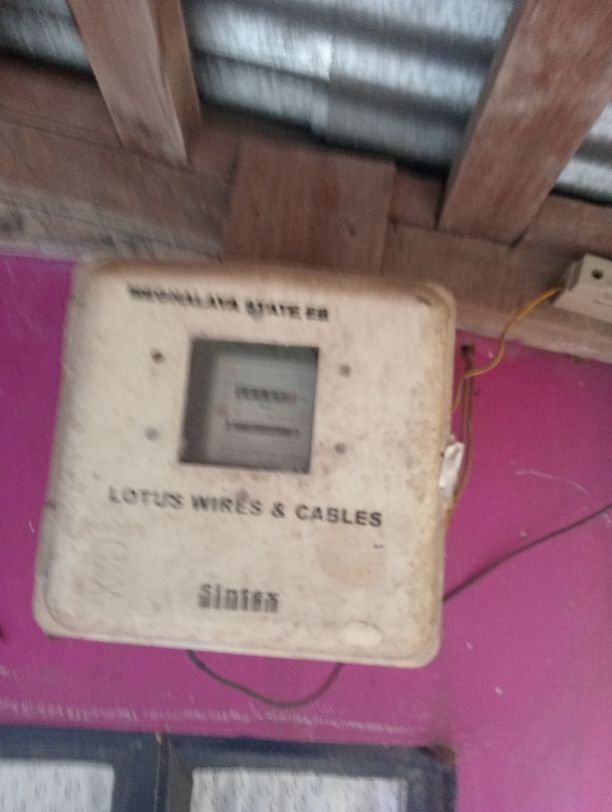 MEGHALAYA STATE EB
LOTUS WIRES & CABLES
Sintex